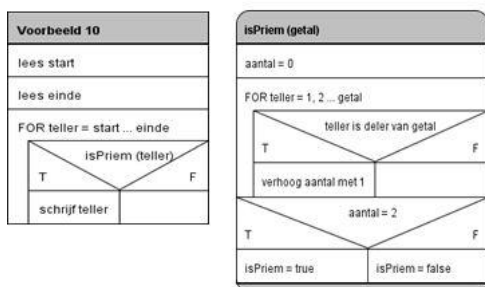 Voorbeeld 10
lees start
lees einde
FOR teller = start ... einde
isPriem (teller)
T F
schrijf teller
isPriem (getal)
aantal = 0
FOR teller = 1, 2 ... getal
teller is deler van getal
T F
verhoog aantal met 1
aantal = 2
T F
isPriem = true isPriem = false